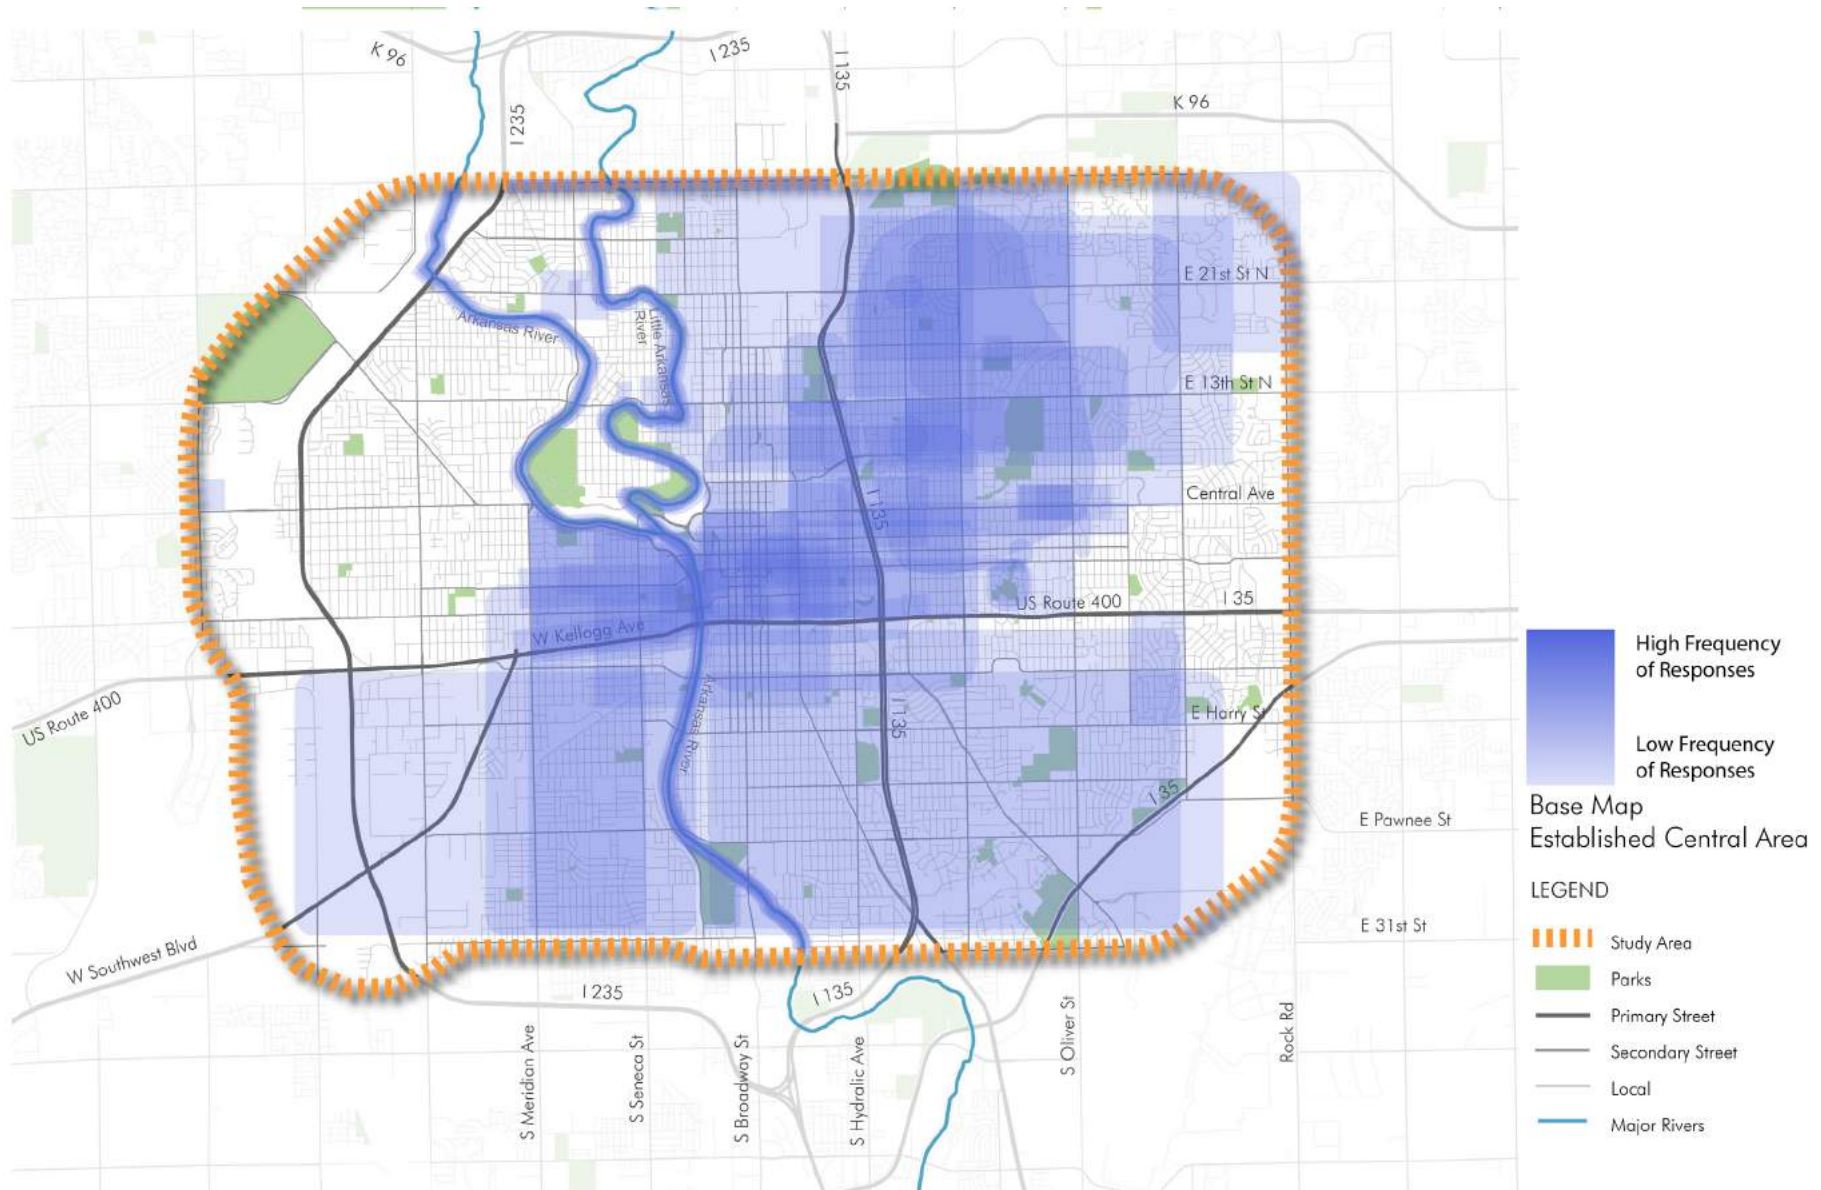 K 96
I 235
I 135
I 235
K 96
E 21st St N
Arkansas River
Little Arkansas
River
E 13th St N
Central Ave
I 135
US Route 400
I 35
W Kellogg Ave
US Route 400
Arkansas River
I 135
E Harry St
I 35
E Pawnee St
E 31st St
W Southwest Blvd
I 235
I 135
S Meridian Ave
S Seneca St
S Broadway St
S Hydralic Ave
S Oliver St
Rock Rd
High Frequency
of Responses
Low Frequency
of Responses
Base Map
Established Central Area
LEGEND
Study Area
Parks
Primary Street
Secondary Street
Local
Major Rivers